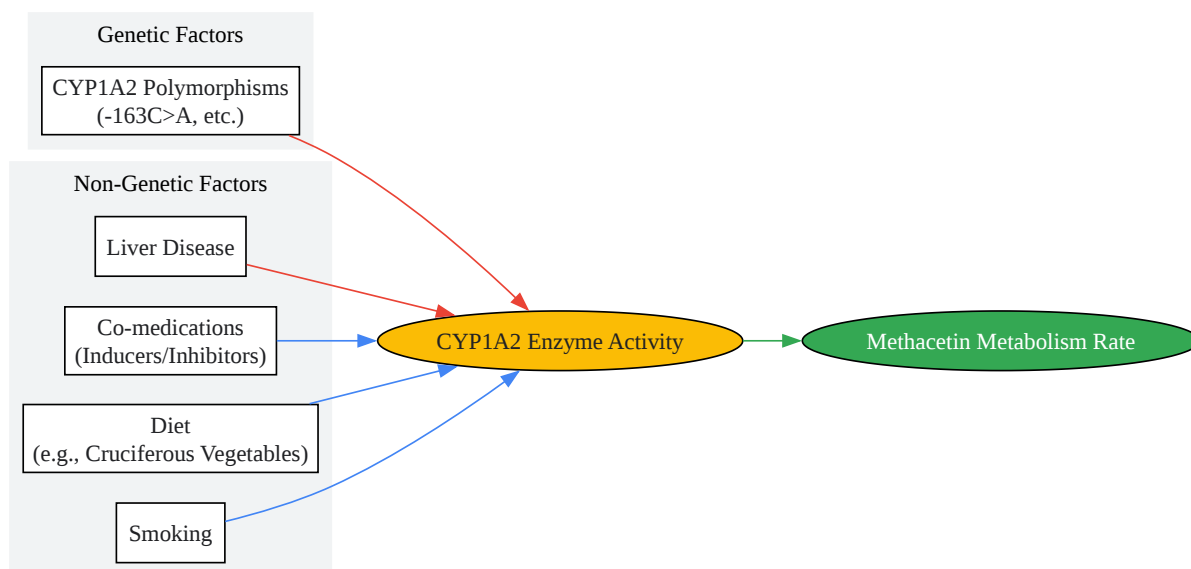 Genetic Factors
CYP1A2 Polymorphisms
(-163C>A, etc.)
Non-Genetic Factors
Liver Disease
Co-medications
(Inducers/Inhibitors)
Diet
(e.g., Cruciferous Vegetables)
Smoking
CYP1A2 Enzyme Activity
Methacetin Metabolism Rate